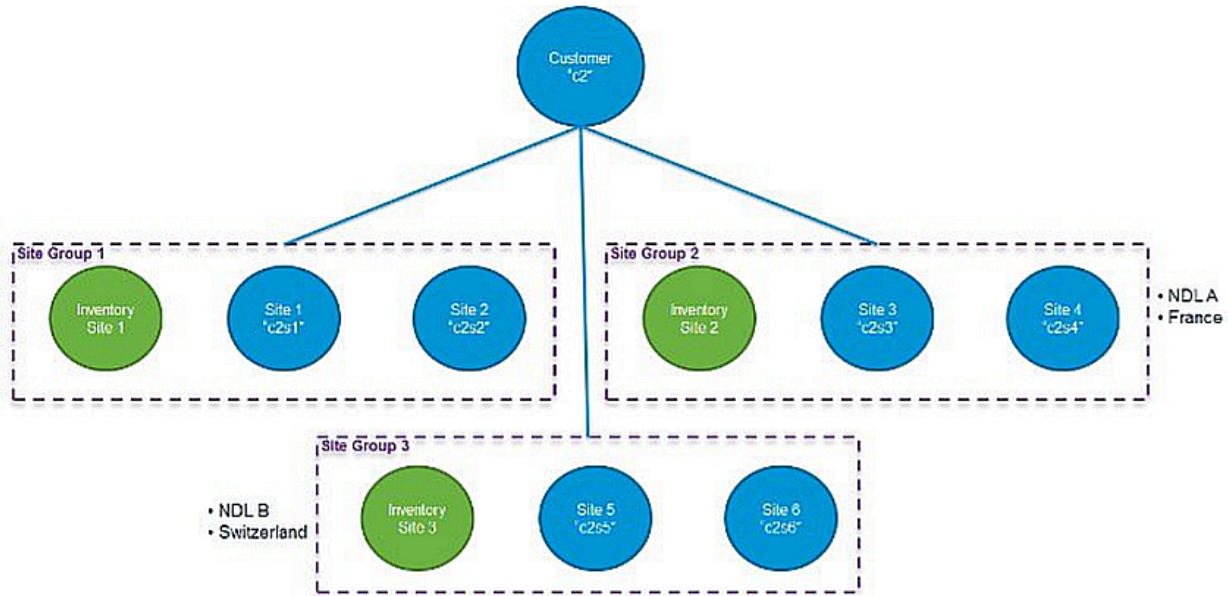 Customer
"c2"
Site Group 1
Inventory
Site 1
Site 1
"c2s1"
Site 2
"c2s2"
Site Group 2
Inventory
Site 2
Site 3
"c2s3"
Site 4
"c2s4"
• NDL A
• France
Site Group 3
• NDL B
• Switzerland
Inventory
Site 3
Site 5
"c2s5"
Site 6
"c2s6"